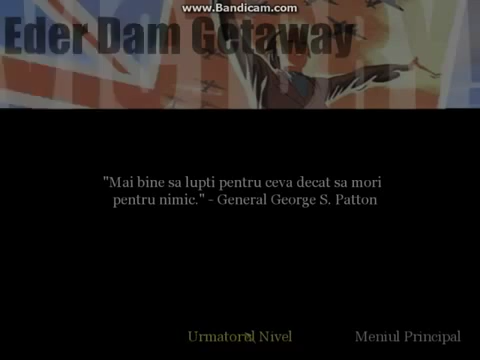 www.Bandicam.com
Eder Dam Getaway
"Mai bine sa lupti pentru ceva decat sa mori
pentru nimic." - General George S. Patton
Urmatorul Nivel
Meniul Principal